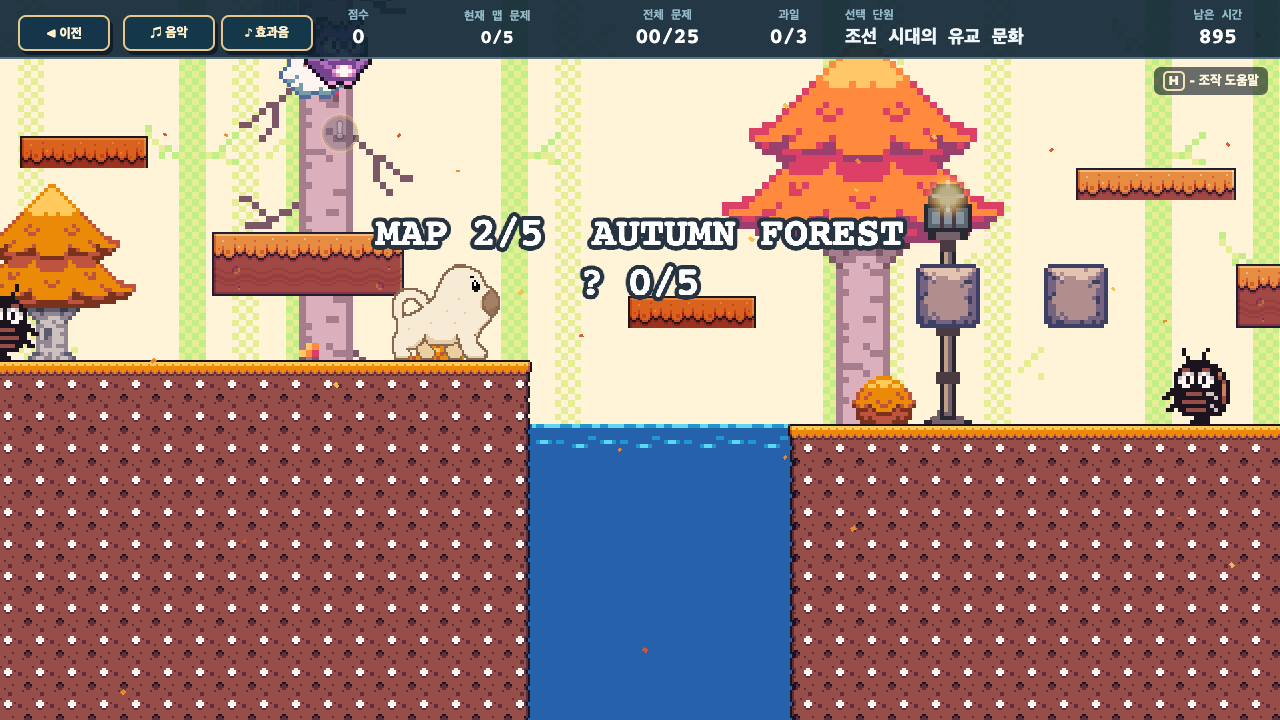 ◀ 이전
♫ 음악
♪ 효과음
점수
0
현재 맵 문제
0/5
전체 문제
00/25
과일
0/3
선택 단원
조선 시대의 유교 문화
남은 시간
895
H - 조작 도움말
MAP 2/5 AUTUMN FOREST
? 0/5